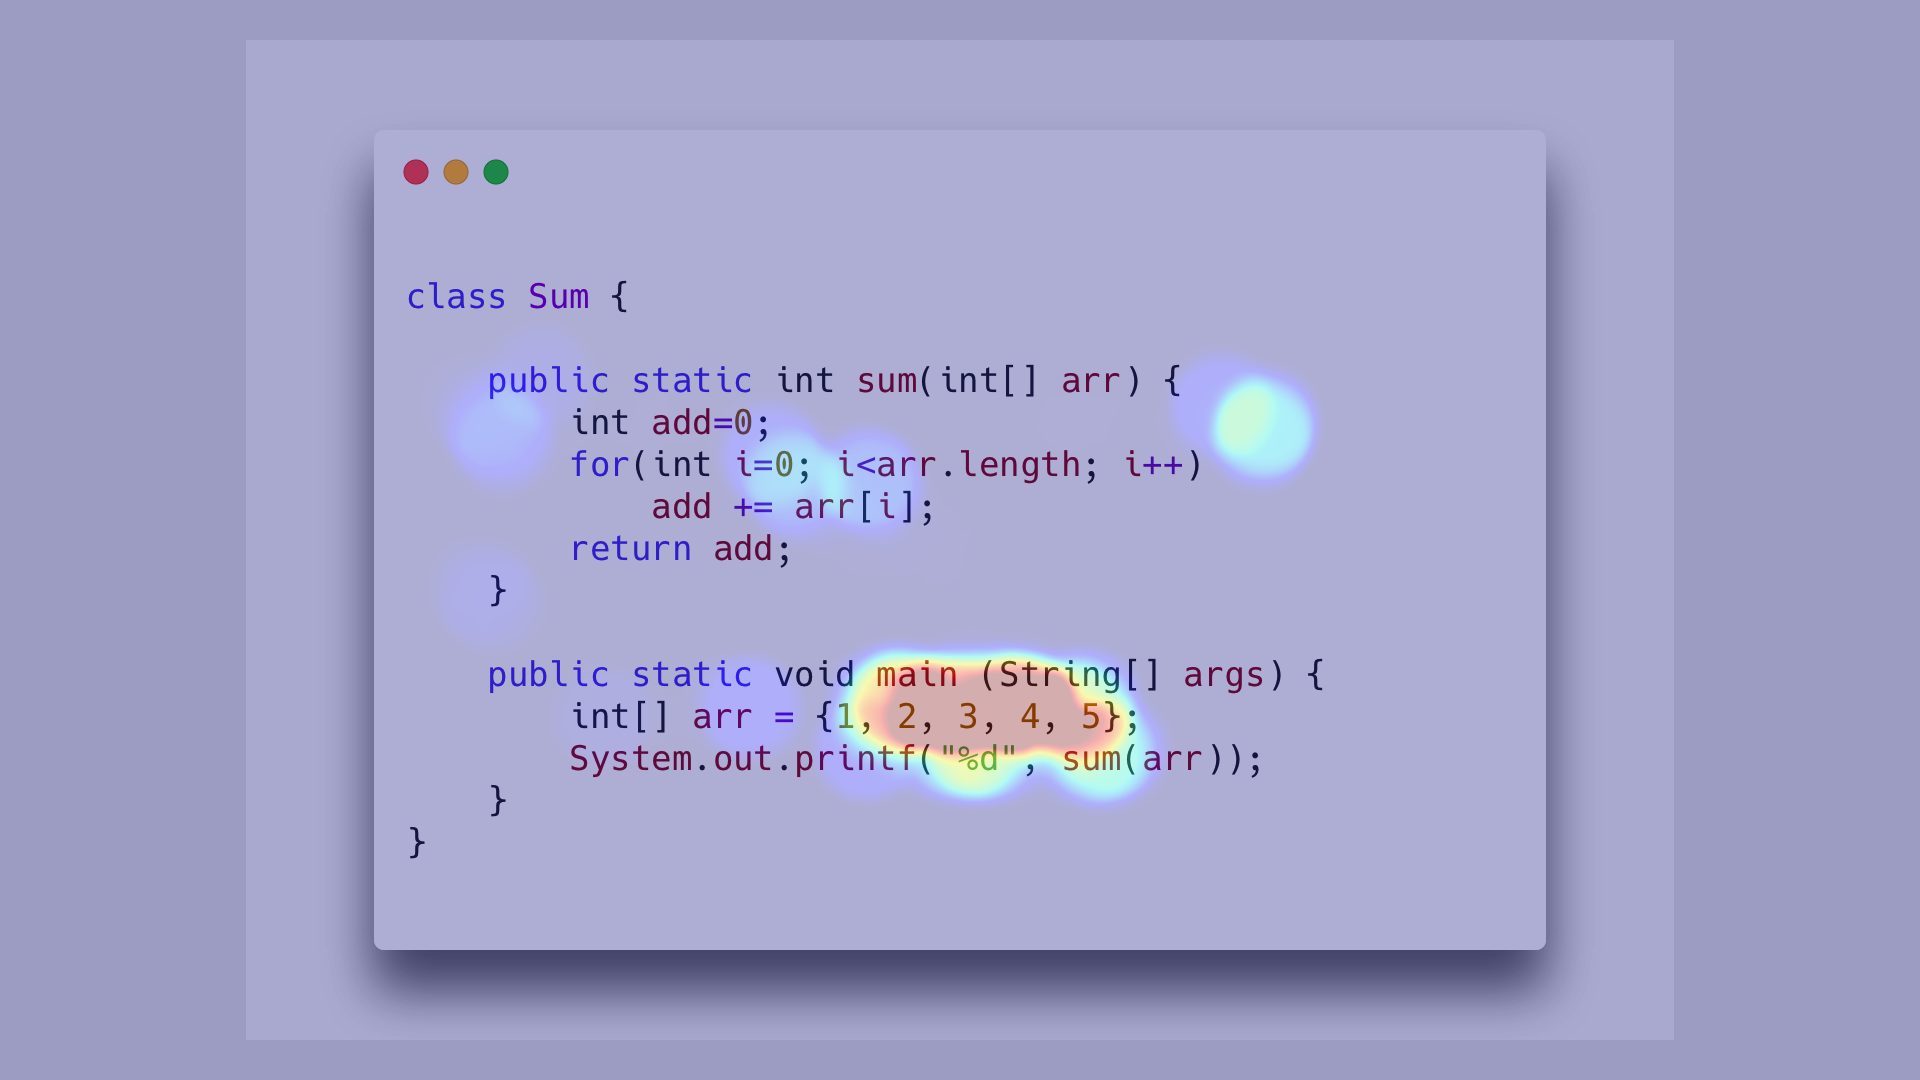 class Sum {
    public static int sum(int[] arr) {
        int add=0;
        for(int i=0; i<arr.length; i++)
            add += arr[i];
        return add;
    }
    public static void main (String[] args) {
        int[] arr = {1, 2, 3, 4, 5};
        System.out.printf("%d", sum(arr));
    }
}